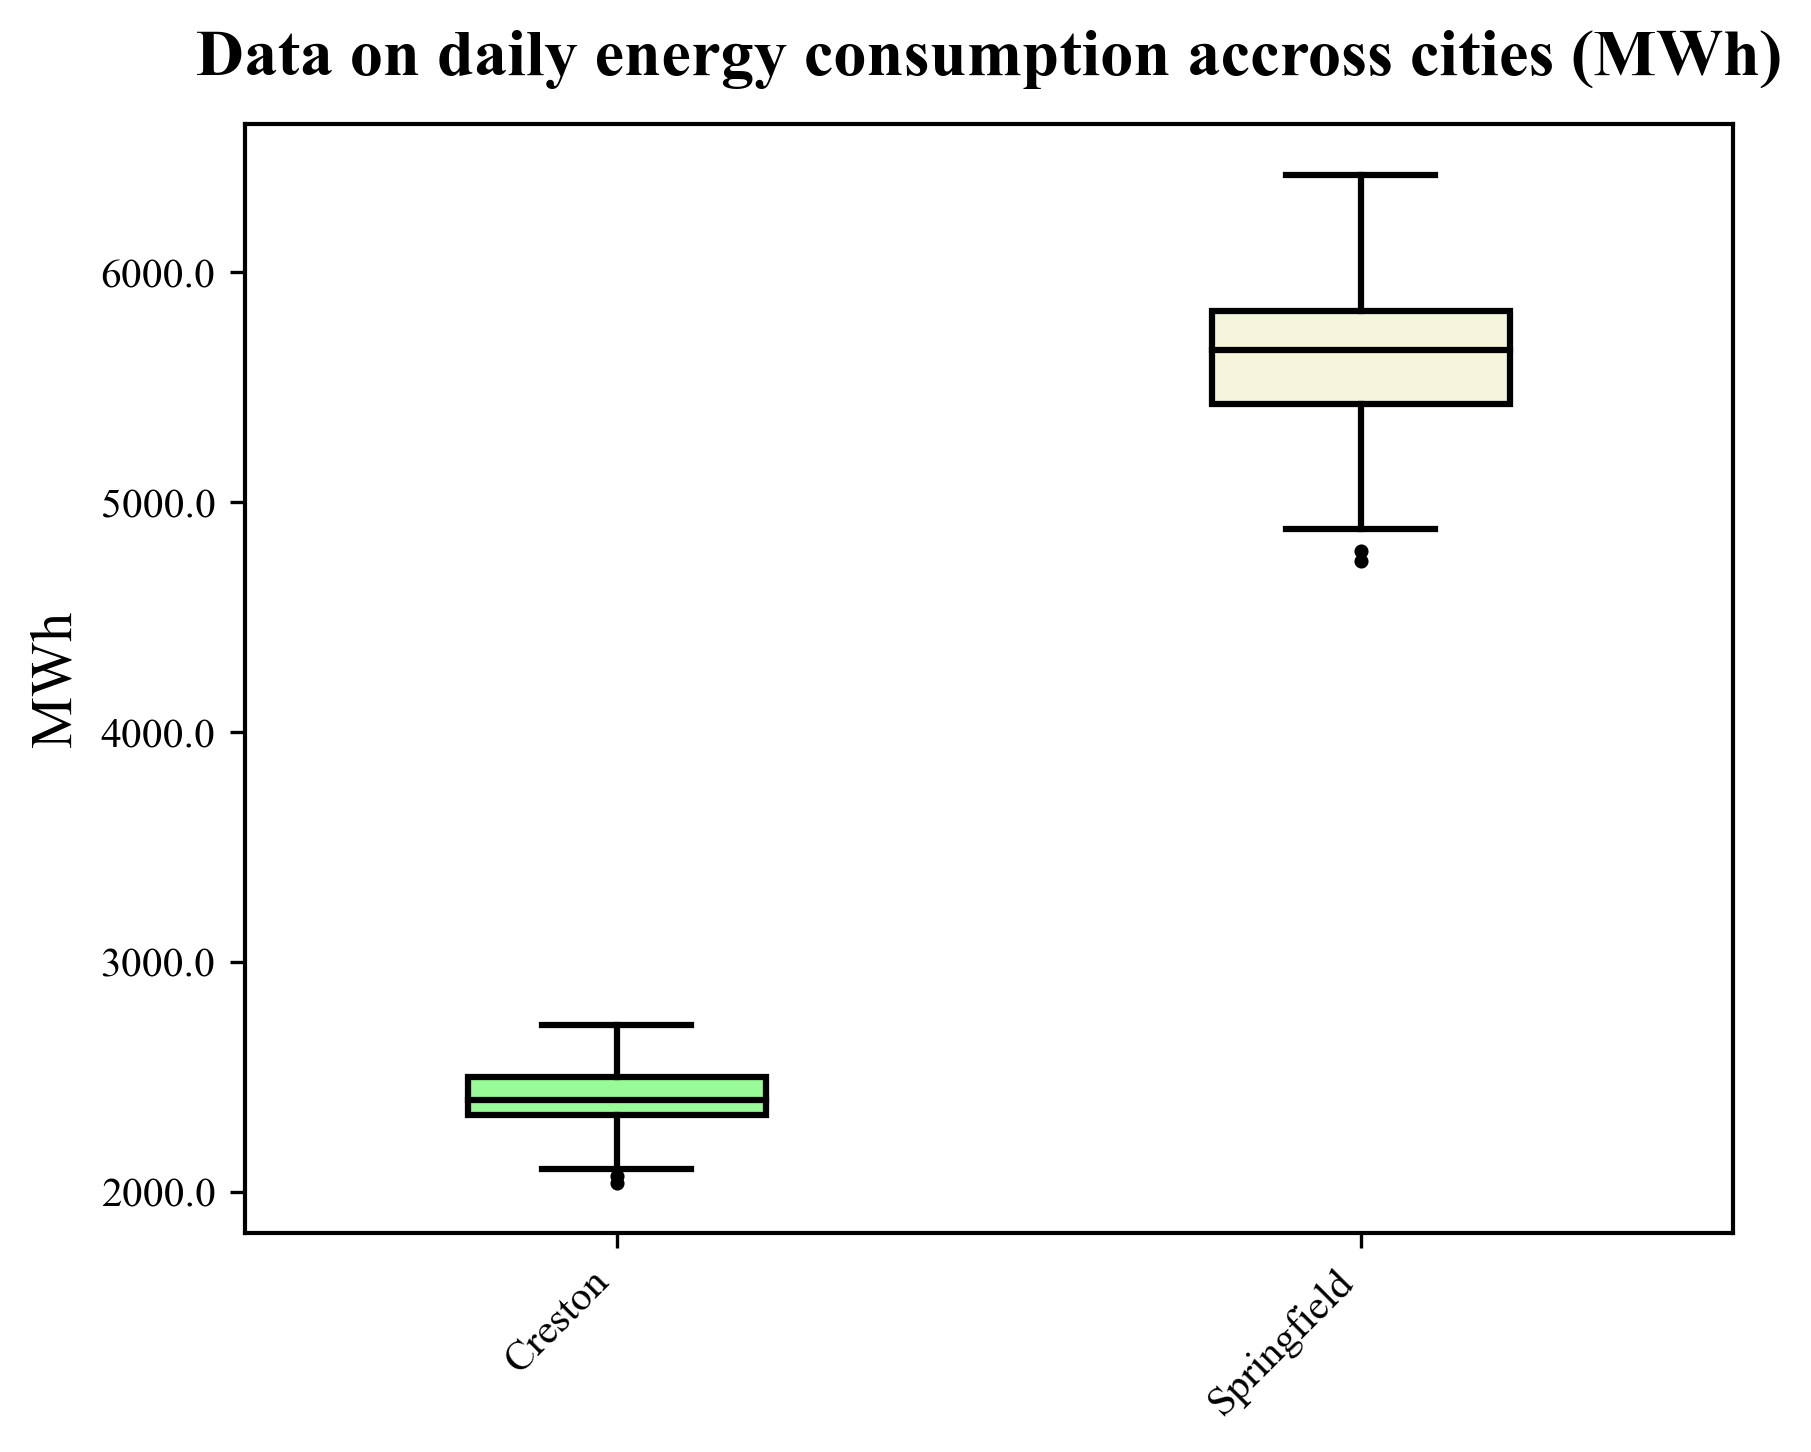 Data on daily energy consumption accross cities (MWh)
6000.0
5000.0
4000.0
3000.0
2000.0
MWh
Creston
Springfield